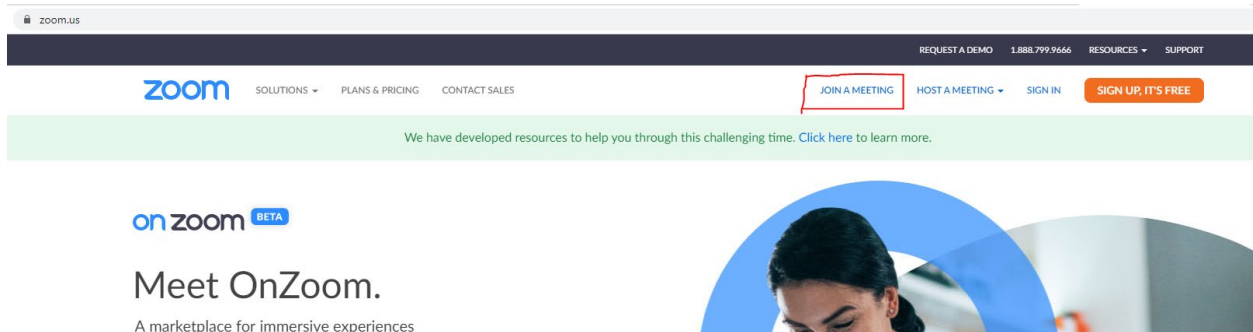 zoom.us
REQUEST A DEMO 1.888.799.9666 RESOURCES SUPPORT
zoom SOLUTIONS PLANS & PRICING CONTACT SALES JOIN A MEETING HOST A MEETING SIGN IN SIGN UP, IT'S FREE
We have developed resources to help you through this challenging time. Click here to learn more.
on zoom BETA
Meet OnZoom.
A marketplace for immersive experiences